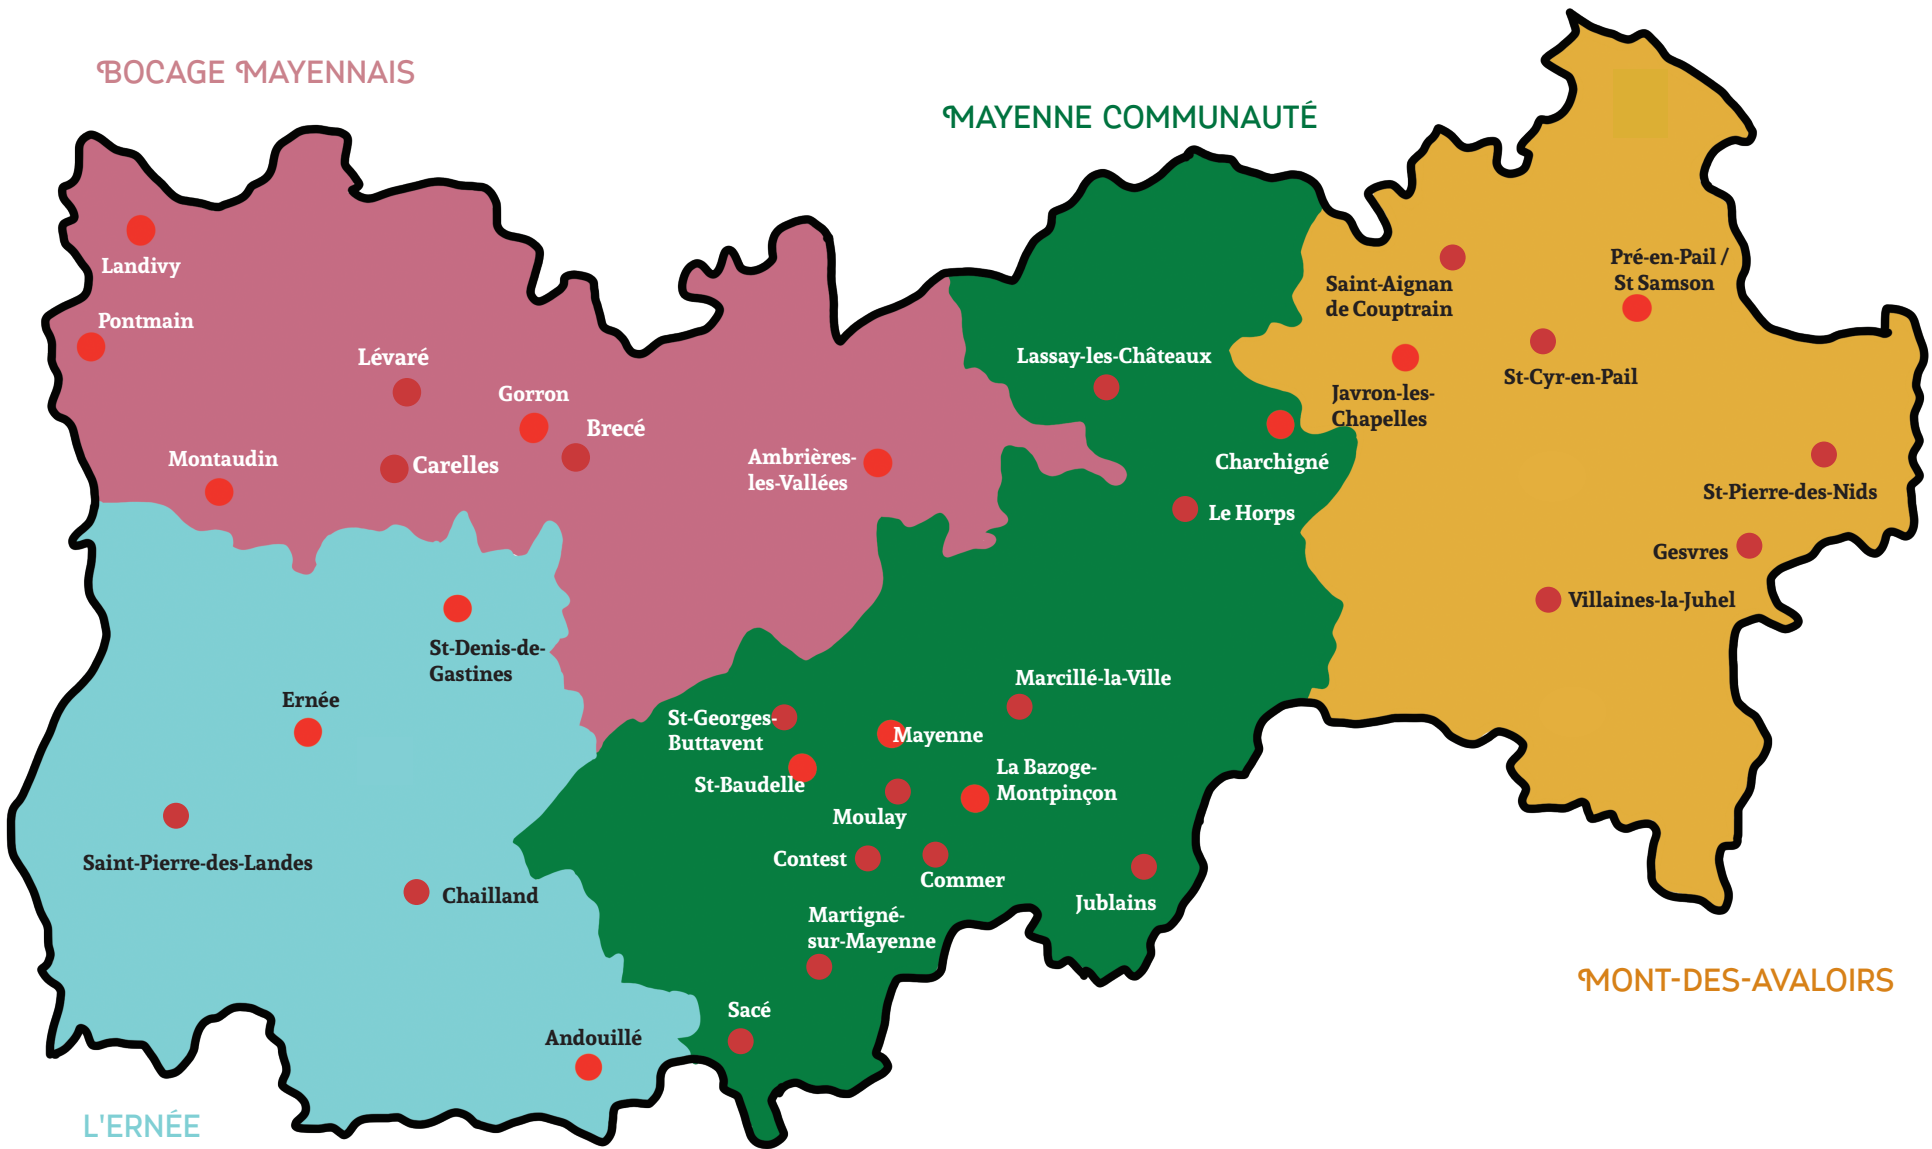 BOCAGE MAYENNAIS
MAYENNE COMMUNAUTÉ
Landivy
Pontmain
Lévaré
Gorron
Brecé
Montaudin
Carelles
Ambrières-
les-Vallées
Lassay-les-Châteaux
Charchigné
Le Horps
Saint-Aignan
de Couptrain
Pré-en-Pail /
St Samson
Javron-les-
Chapelles
St-Cyr-en-Pail
St-Pierre-des-Nids
Gesvres
Villaines-la-Juhel
St-Denis-de-
Gastines
Ernée
Saint-Pierre-des-Landes
Chailland
Andouillé
St-Georges-
Buttavent
St-Baudelle
Mayenne
Marcillé-la-Ville
La Bazoge-
Montpinçon
Moulay
Contest
Commer
Jublains
Martigné-
sur-Mayenne
Sacé
MONT-DES-AVALOIRS
L'ERNÉE